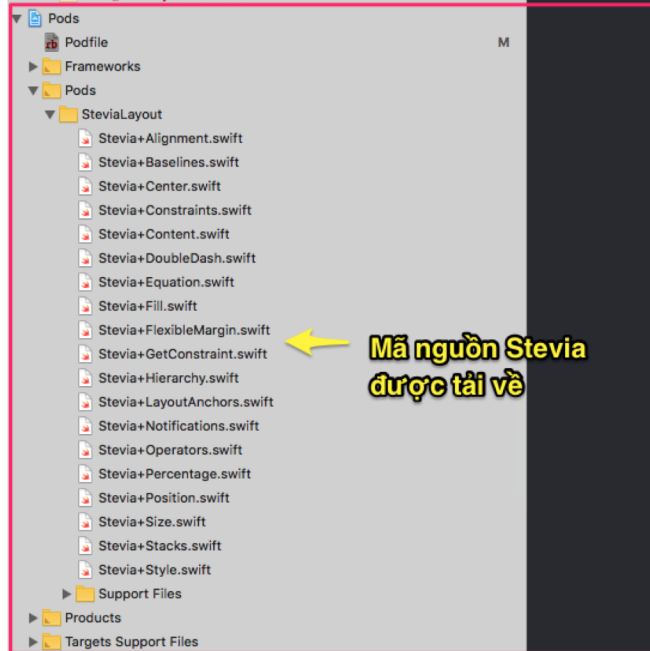 Pods
Podfile M
Frameworks
Pods
SteviaLayout
Stevia+Alignment.swift
Stevia+Baselines.swift
Stevia+Center.swift
Stevia+Constraints.swift
Stevia+Content.swift
Stevia+DoubleDash.swift
Stevia+Equation.swift
Stevia+Fill.swift
Stevia+FlexibleMargin.swift
Stevia+GetConstraint.swift
Stevia+Hierarchy.swift
Stevia+LayoutAnchors.swift
Stevia+Notifications.swift
Stevia+Operators.swift
Stevia+Percentage.swift
Stevia+Position.swift
Stevia+Size.swift
Stevia+Stacks.swift
Stevia+Style.swift
Support Files
Products
Targets Support Files
Mã nguồn Stevia
được tải về